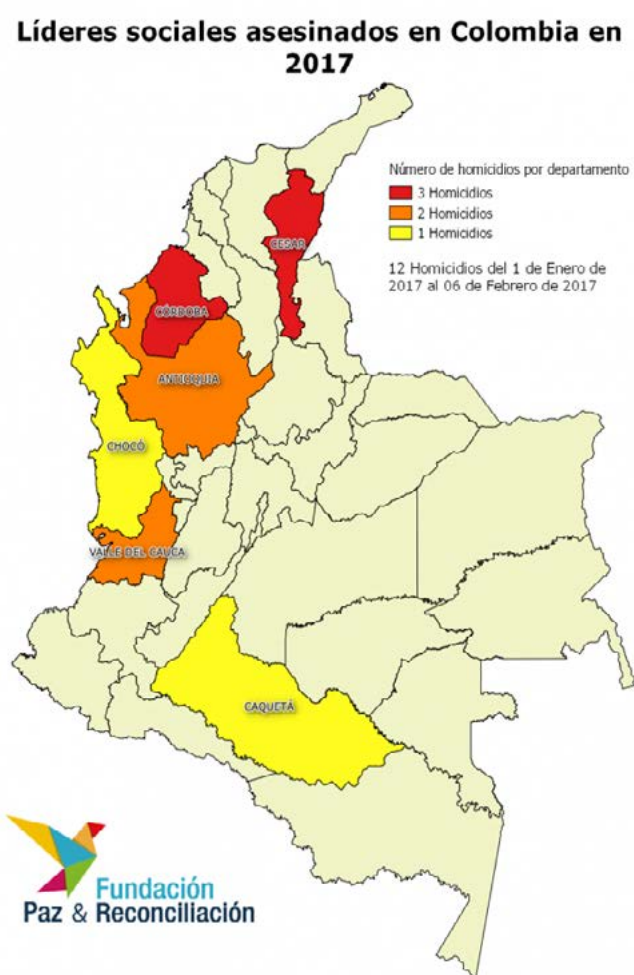 Líderes sociales asesinados en Colombia en
2017
Número de homicidios por departamento
3 Homicidios
2 Homicidios
1 Homicidios
12 Homicidios del 1 de Enero de
2017 al 06 de Febrero de 2017
CESAR
CÓRDOBA
ANTIOQUIA
CHOCÓ
VALLE DEL CAUCA
CAQUETÁ
Fundación
Paz & Reconciliación